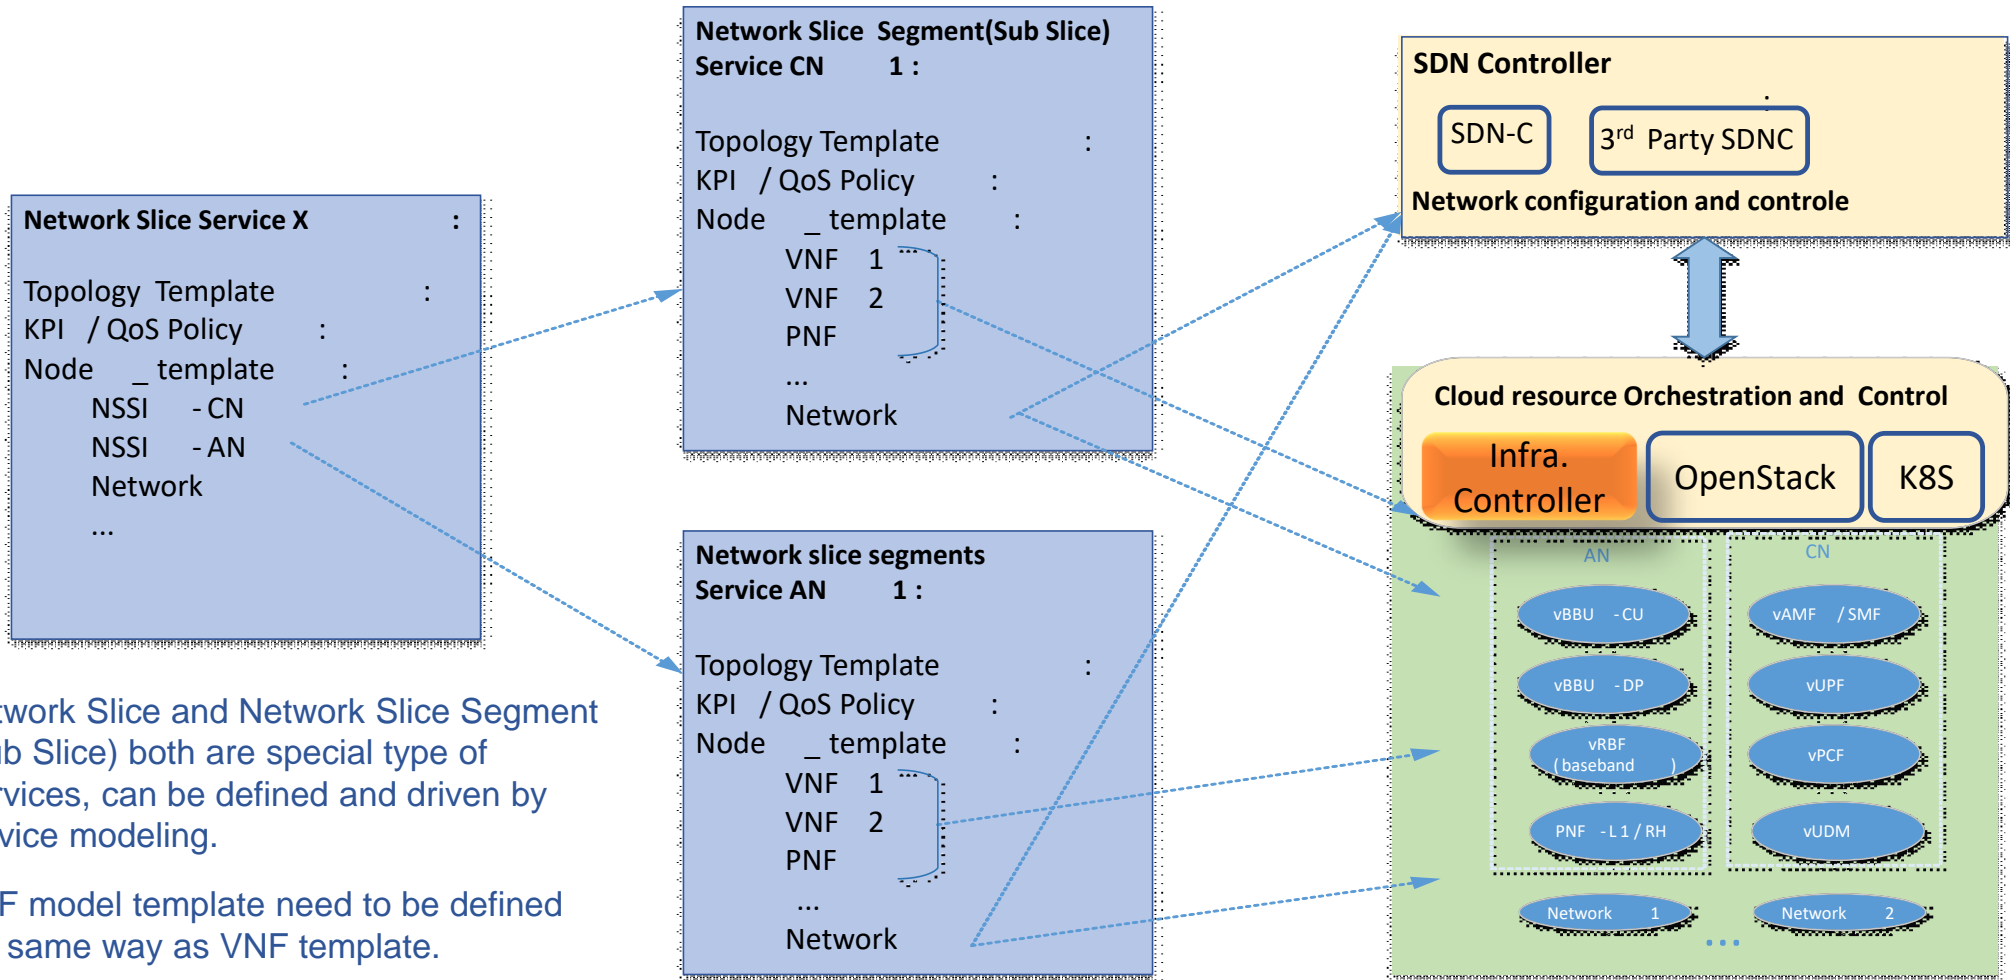 Network Slice Service X :
Topology Template :
KPI / QoS Policy :
Node _ template :
NSSI - CN
NSSI - AN
Network
...
Network Slice Segment(Sub Slice)
Service CN 1 :
Topology Template :
KPI / QoS Policy :
Node _ template :
VNF 1
VNF 2
PNF
...
Network
Network slice segments
Service AN 1 :
Topology Template :
KPI / QoS Policy :
Node _ template :
VNF 1
VNF 2
PNF
...
Network
SDN Controller
:
SDN-C
3rd Party SDNC
Network configuration and controle
Cloud resource Orchestration and Control
Infra.
Controller
OpenStack
K8S
AN
vBBU - CU
vBBU - DP
vRBF
( baseband )
PNF - L 1 / RH
CN
vAMF / SMF
vUPF
vPCF
vUDM
Network 1
Network 2
...
work Slice and Network Slice Segment
Slice) both are special type of
can be defined and driven by
modeling.
model template need to be defined
same way as VNF template.